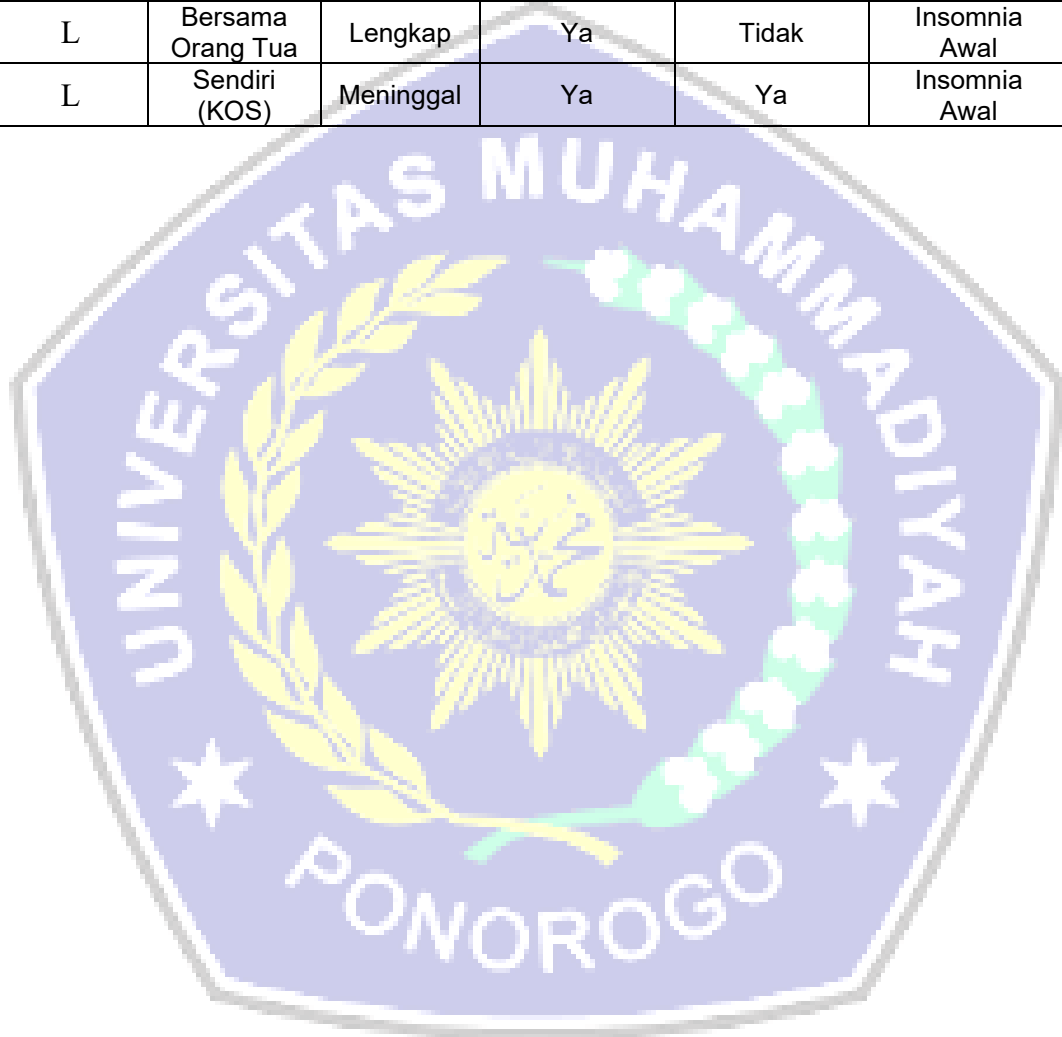 L Bersama Orang Tua Lengkap Ya Tidak Insomnia Awal
L Sendiri (KOS) Meninggal Ya Ya Insomnia Awal
UNIVERSITAS MUHAMMADIYAH
PONOROGO